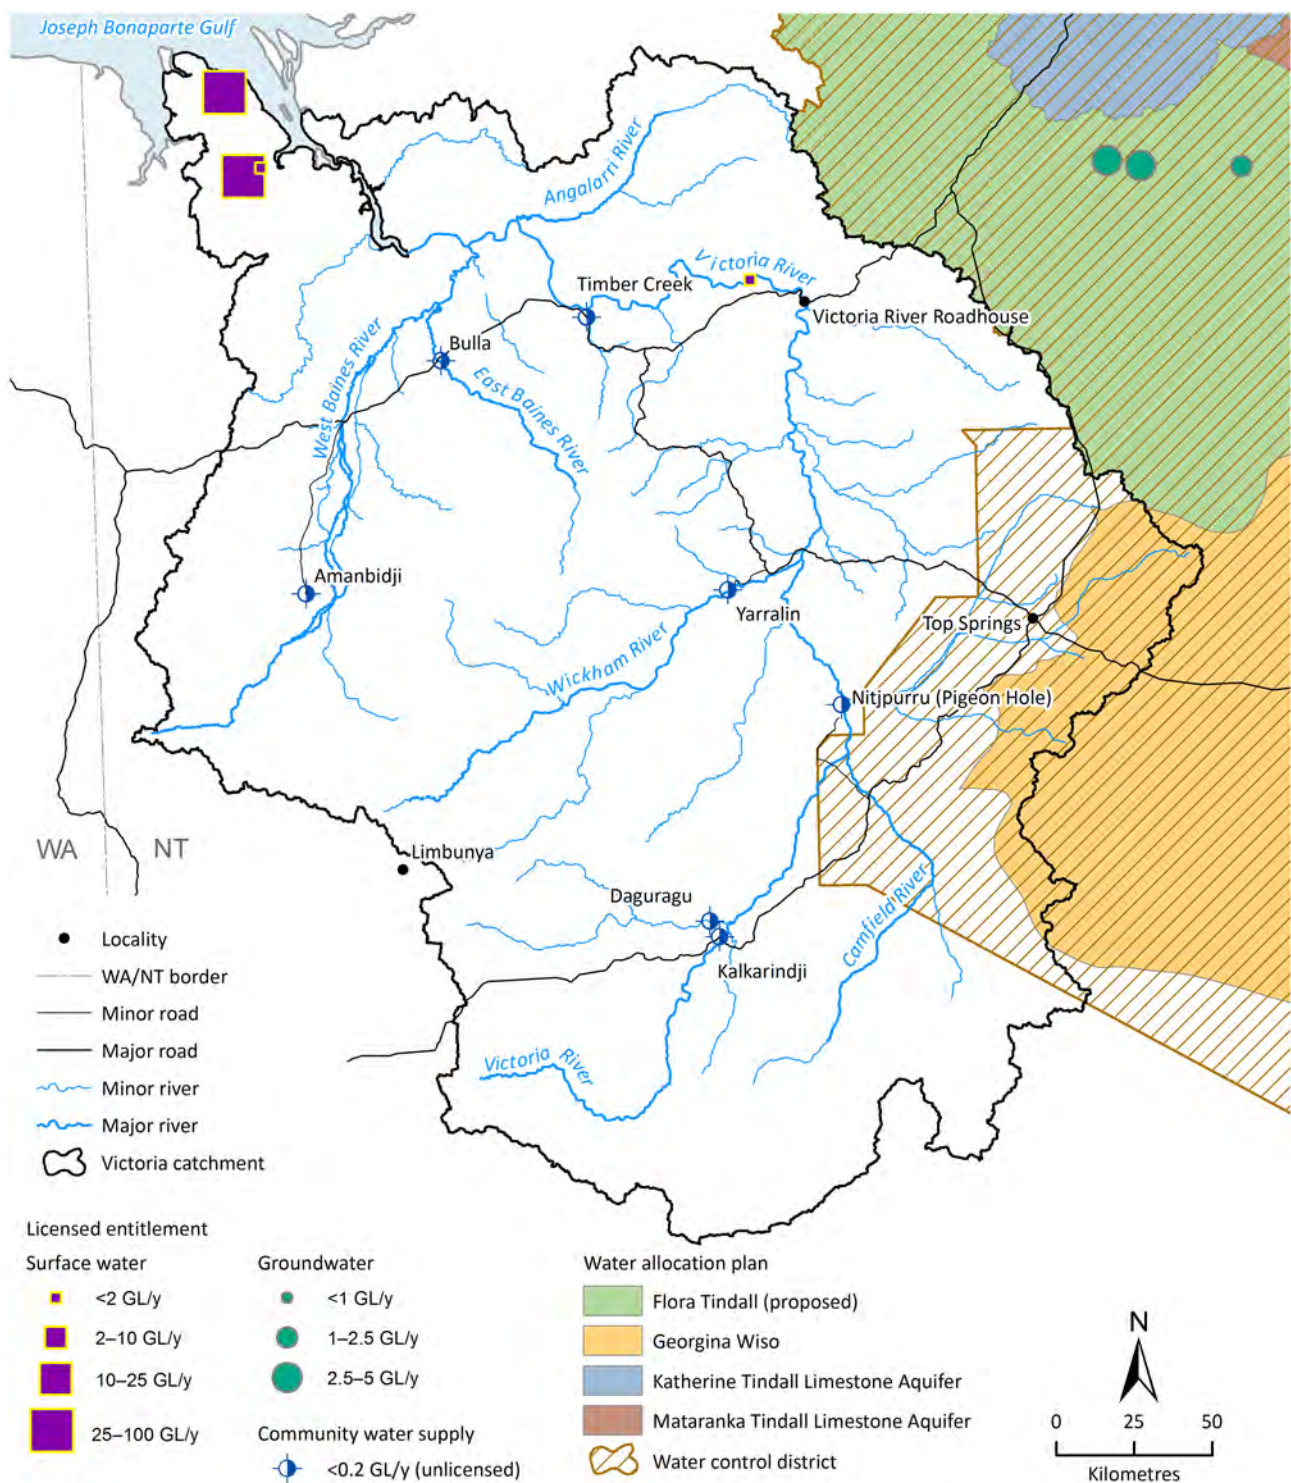 Joseph Bonaparte Gulf
Angalarri River
Victoria River
Timber Creek
Victoria River Roadhouse
Bulla
West Baines River
East Baines River
Amanbidji
Yarralin
Top Springs
Wickham River
Nitjpurru (Pigeon Hole)
WA NT
Limbunya
Daguragu
Camfield River
Kalkarindji
Victoria River
Locality
WA/NT border
Minor road
Major road
Minor river
Major river
Victoria catchment
Licensed entitlement
Surface water
<2 GL/y
2–10 GL/y
10–25 GL/y
25–100 GL/y
Groundwater
<1 GL/y
1–2.5 GL/y
2.5–5 GL/y
Community water supply
<0.2 GL/y (unlicensed)
Water allocation plan
Flora Tindall (proposed)
Georgina Wiso
Katherine Tindall Limestone Aquifer
Mataranka Tindall Limestone Aquifer
Water control district
N
0 25 50
Kilometres